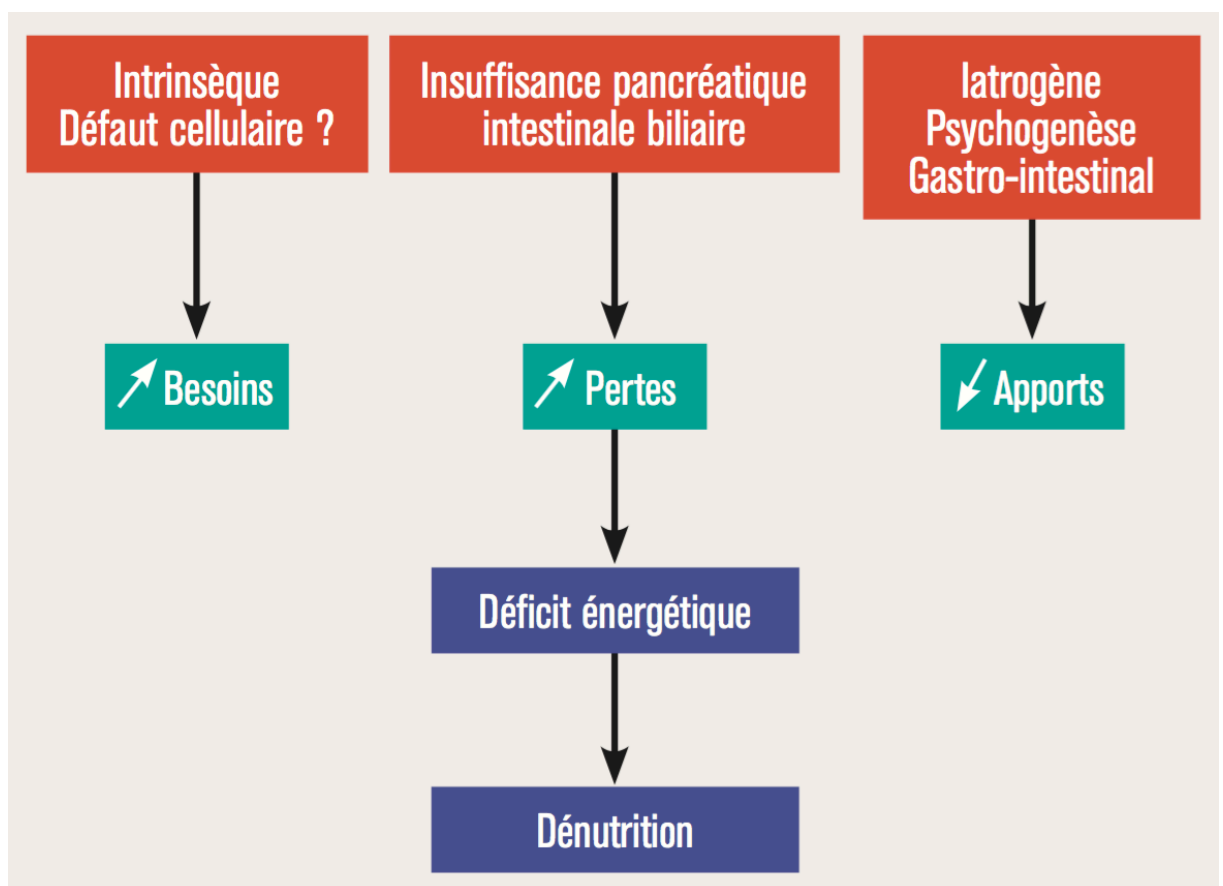 Intrinsèque
Défaut cellulaire ?
Insuffisance pancréatique
intestinale biliaire
Iatrogène
Psychogenèse
Gastro-intestinal
Besoins
Pertes
Apports
Déficit énergétique
Dénutrition